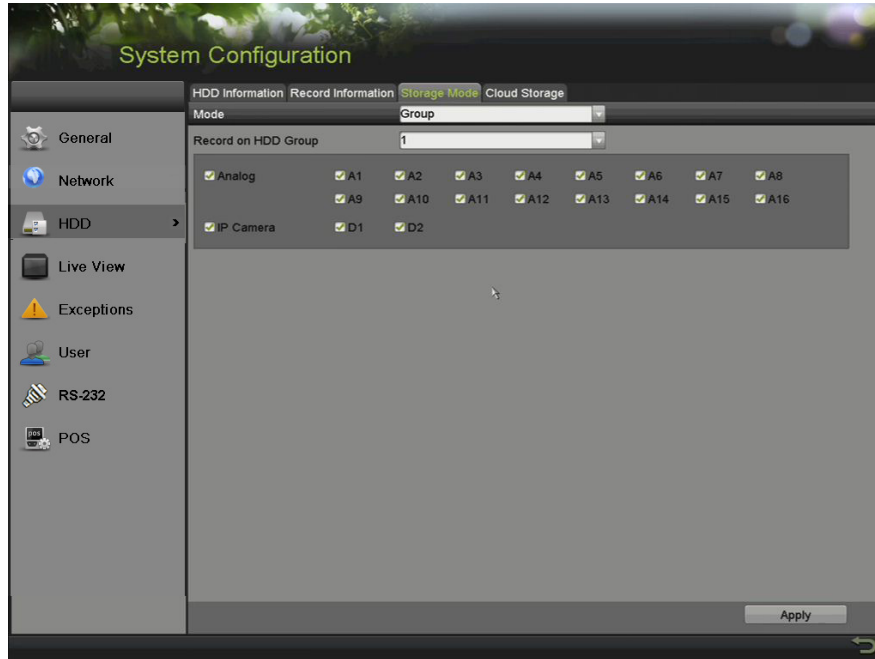 System Configuration
HDD Information Record Information Storage Mode Cloud Storage
Mode Group
Record on HDD Group 1
Analog A1 A2 A3 A4 A5 A6 A7 A8
A9 A10 A11 A12 A13 A14 A15 A16
IP Camera D1 D2
General
Network
HDD >
Live View
Exceptions
User
RS-232
pos
POS
Apply